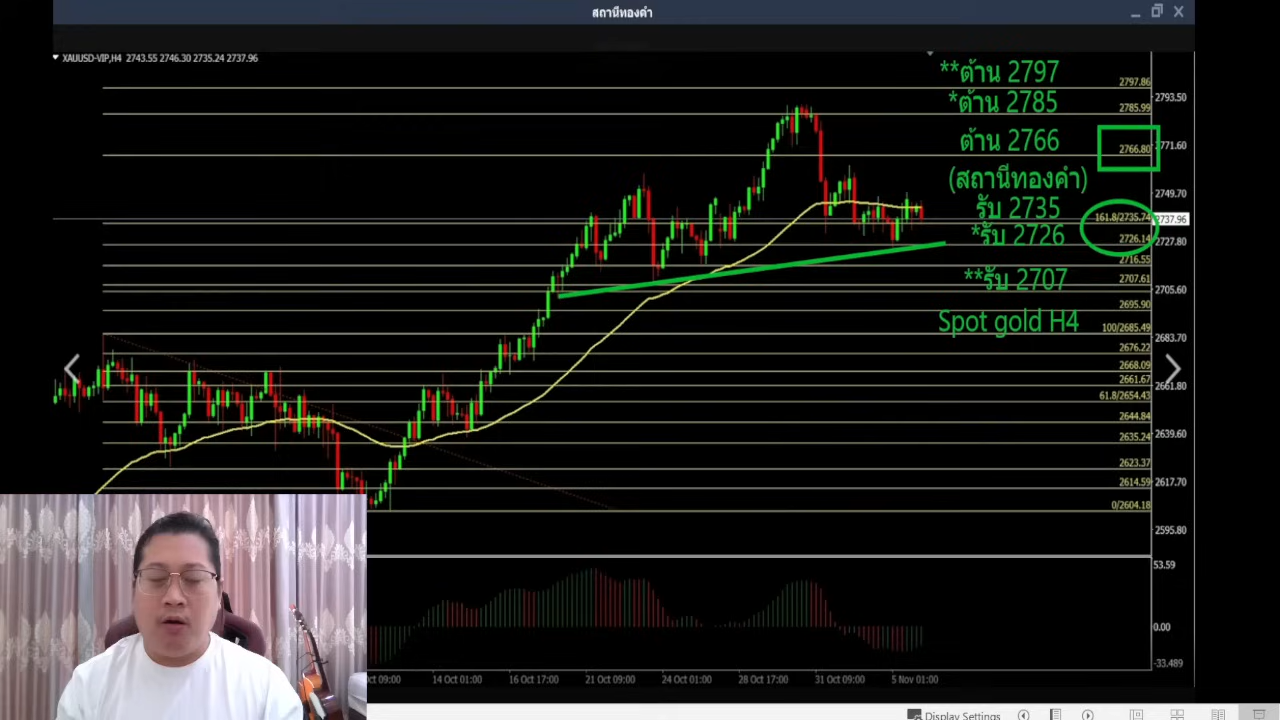 สถานีทองคำ
XAUUSD-VIP,H4 2743.55 2746.30 2735.24 2737.96
**ต้าน 2797
*ต้าน 2785
ต้าน 2766
(สถานีทองคำ)
รับ 2735
*รับ 2726
**รับ 2707
Spot gold H4
2797.86
2785.99
2766.80
161.8/2735.74
2726.14
2716.55
2707.61
2695.90
100/2685.49
2676.22
2668.09
2661.67
61.8/2654.43
2644.84
2635.24
2623.37
2614.59
0/2604.18
2793.50
2771.60
2749.70
2737.96
2727.80
2705.60
2683.70
2661.80
2639.60
2617.70
2595.80
53.59
0.00
-33.489
09:00
14 Oct 01:00
16 Oct 17:00
21 Oct 09:00
24 Oct 01:00
28 Oct 17:00
31 Oct 09:00
5 Nov 01:00
Display Settings